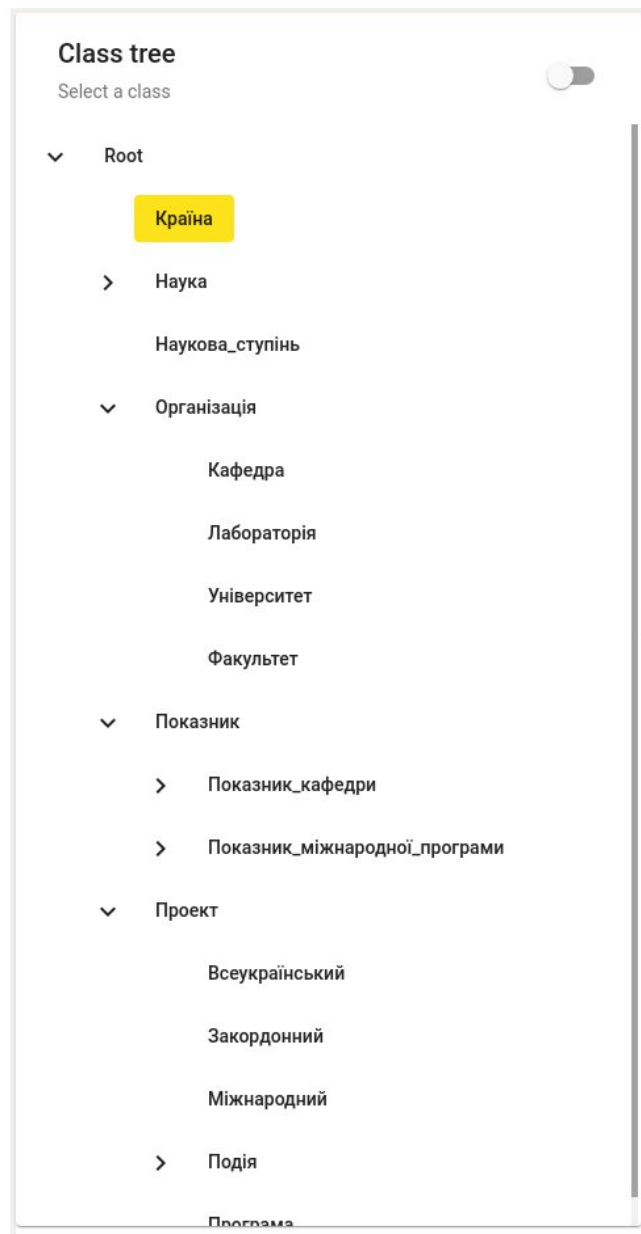 Class tree
Select a class
Root
Країна
Наука
Наукова_ступінь
Організація
Кафедра
Лабораторія
Університет
Факультет
Показник
Показник_кафедри
Показник_міжнародної_програми
Проект
Всеукраїнський
Закордонний
Міжнародний
Подія
Програма